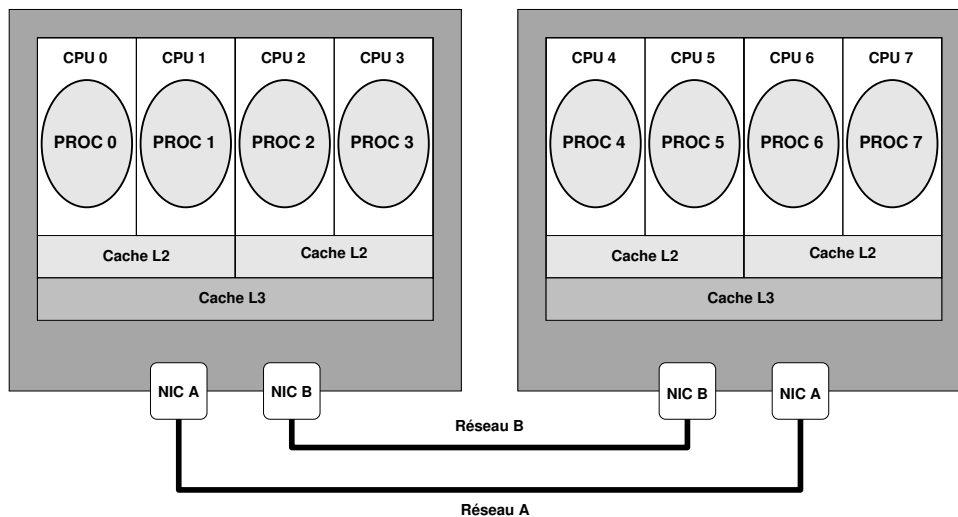 CPU 0
CPU 1
CPU 2
CPU 3
PROC 0
PROC 1
PROC 2
PROC 3
Cache L2
Cache L2
Cache L3
NIC A
NIC B
CPU 4
CPU 5
CPU 6
CPU 7
PROC 4
PROC 5
PROC 6
PROC 7
Cache L2
Cache L2
Cache L3
NIC B
NIC A
Réseau B
Réseau A